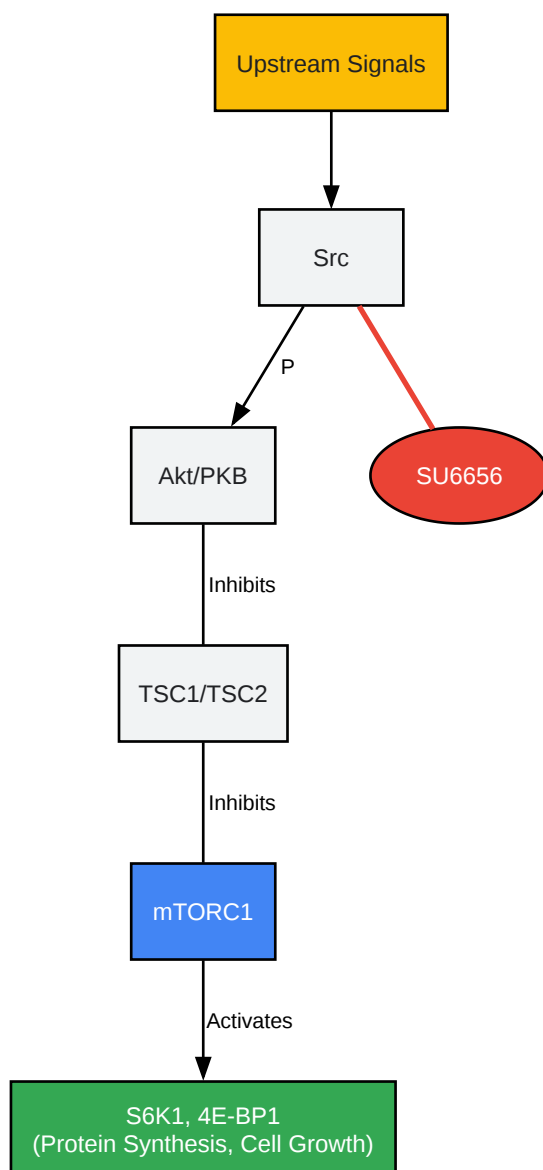 Upstream Signals
Src
P
Akt/PKB
SU6656
Inhibits
TSC1/TSC2
Inhibits
mTORC1
Activates
S6K1, 4E-BP1
(Protein Synthesis, Cell Growth)